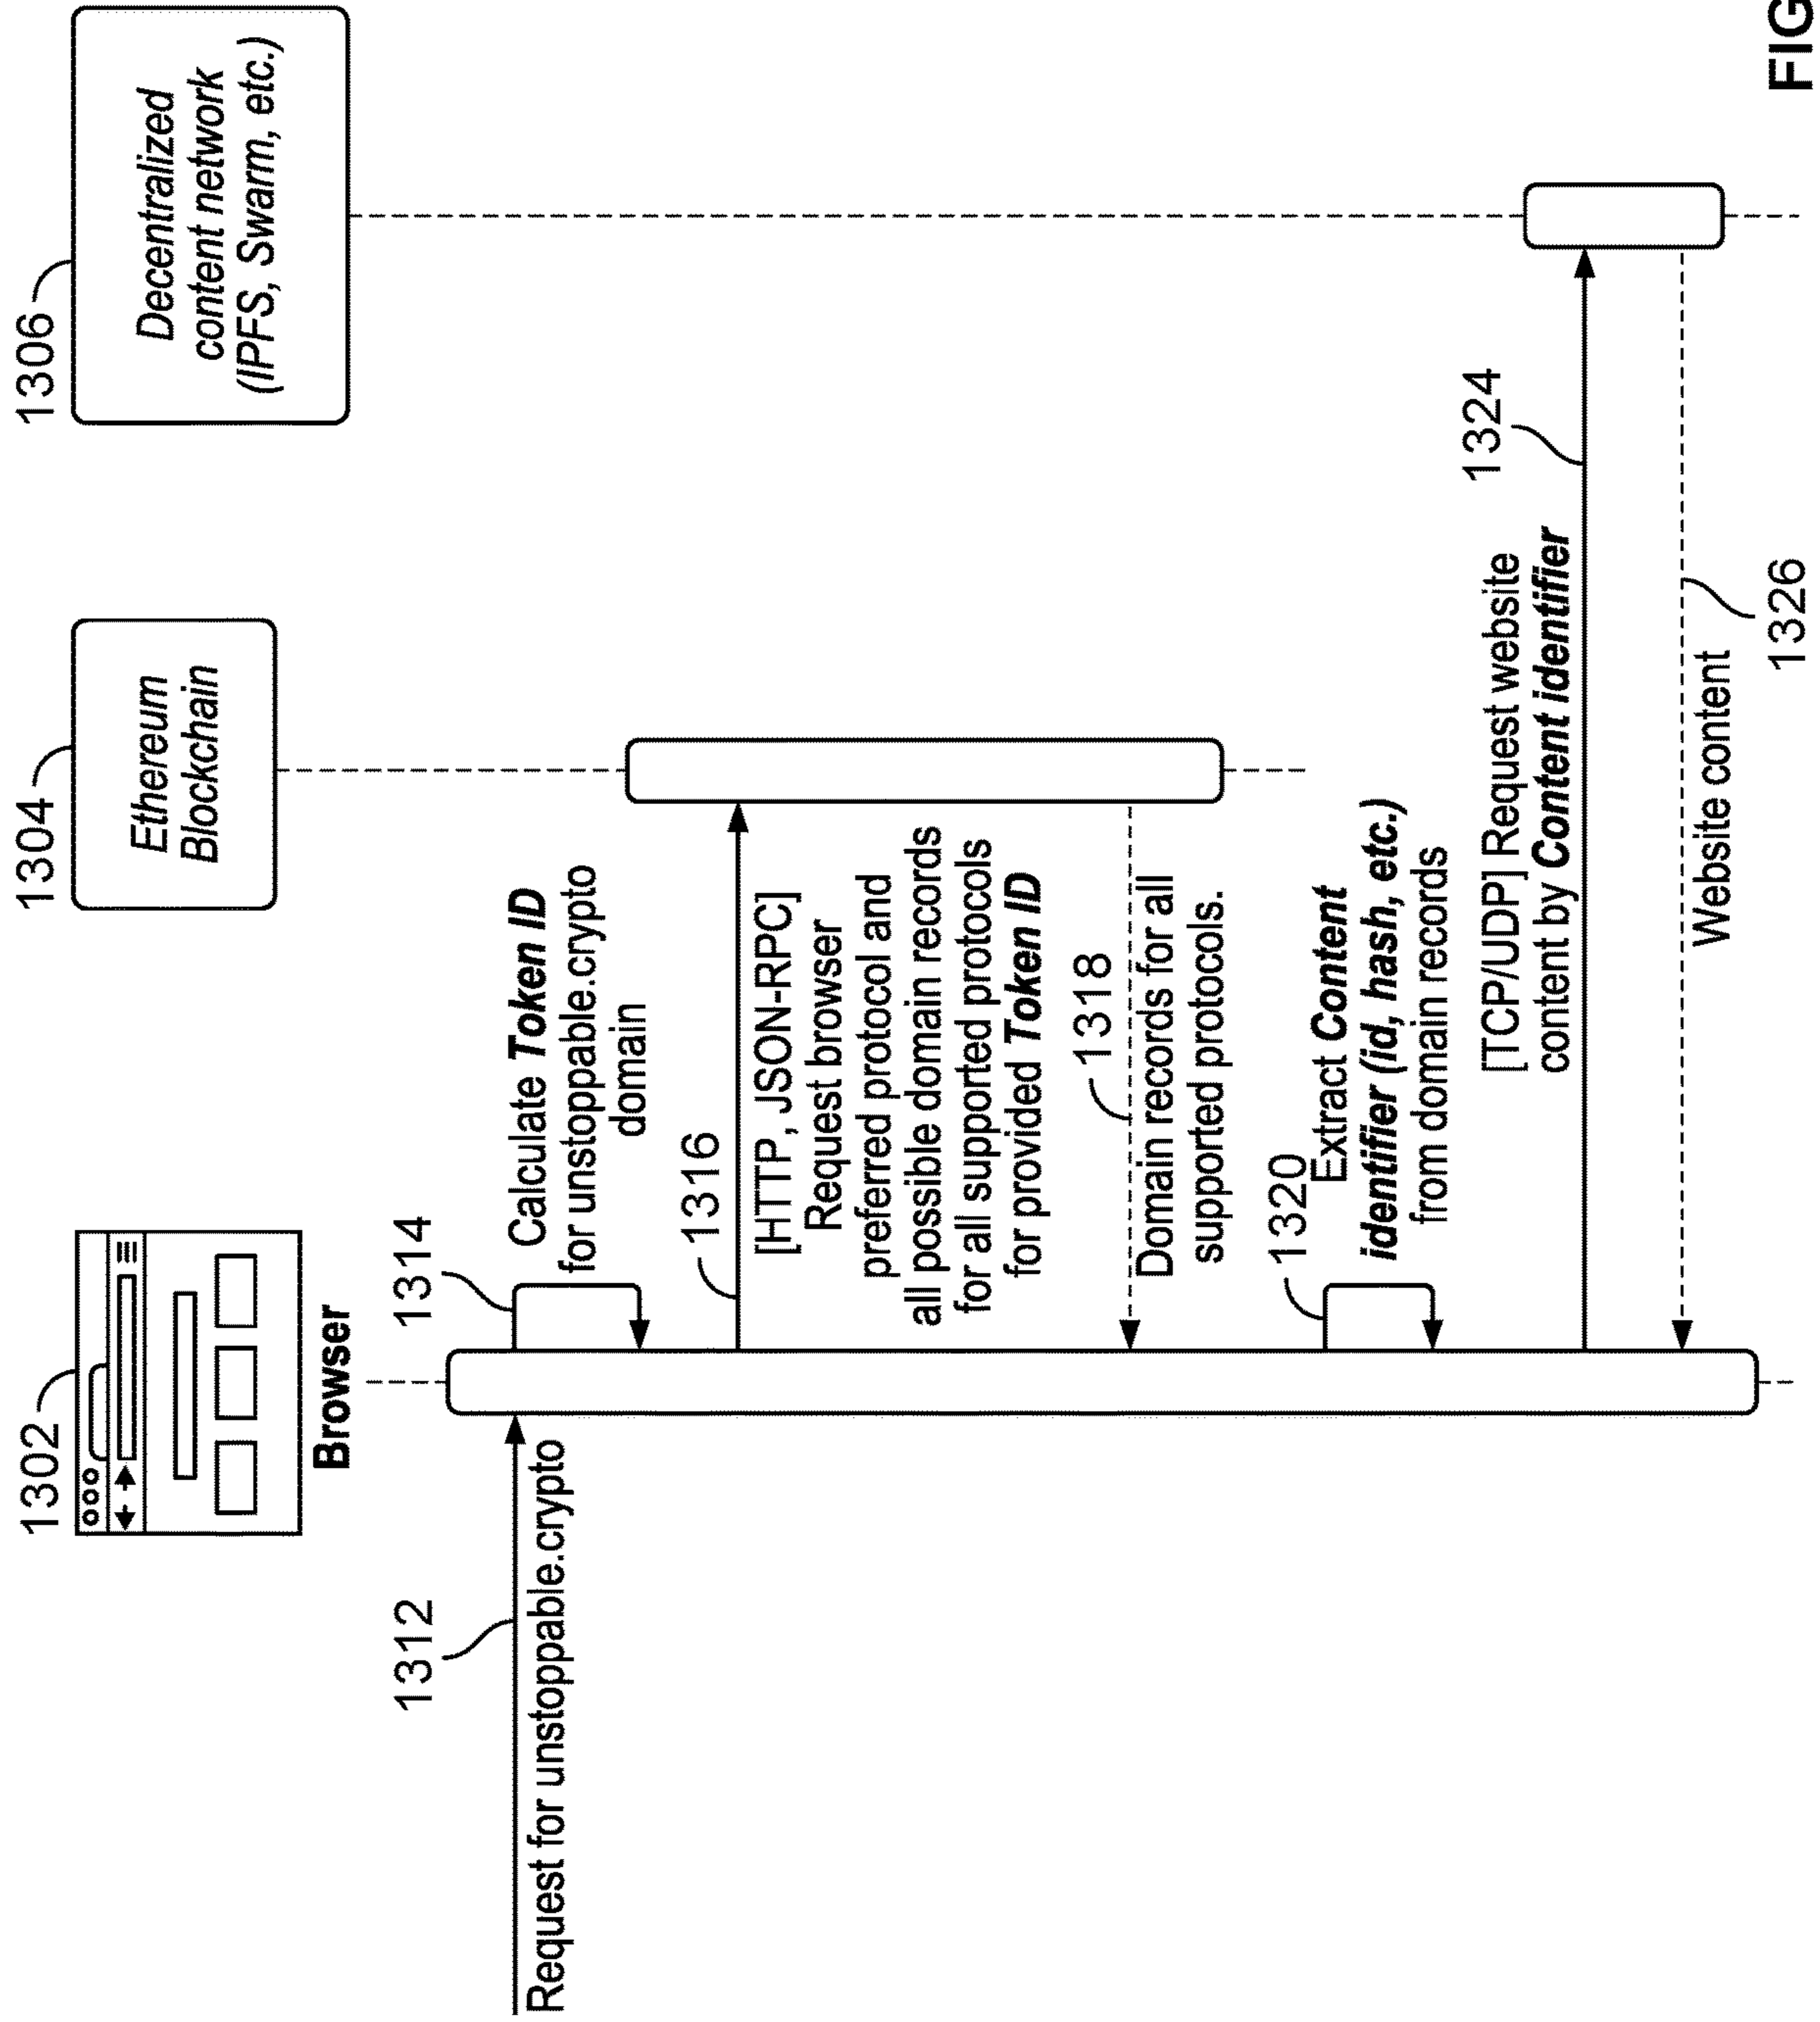 1302
Browser
1304
Ethereum
Blockchain
1306
Decentralized
content network
(IPFS, Swarm, etc.)
1312
Request for unstoppable.crypto
1314
Calculate Token ID
for unstoppable.crypto
domain
1316
[HTTP, JSON-RPC]
Request browser
preferred protocol and
all possible domain records
for all supported protocols
for provided Token ID
1318
Domain records for all
supported protocols.
1320
Extract Content
identifier (id, hash, etc.)
from domain records
1324
[TCP/UDP] Request website
content by Content identifier
Website content
1326
FIG